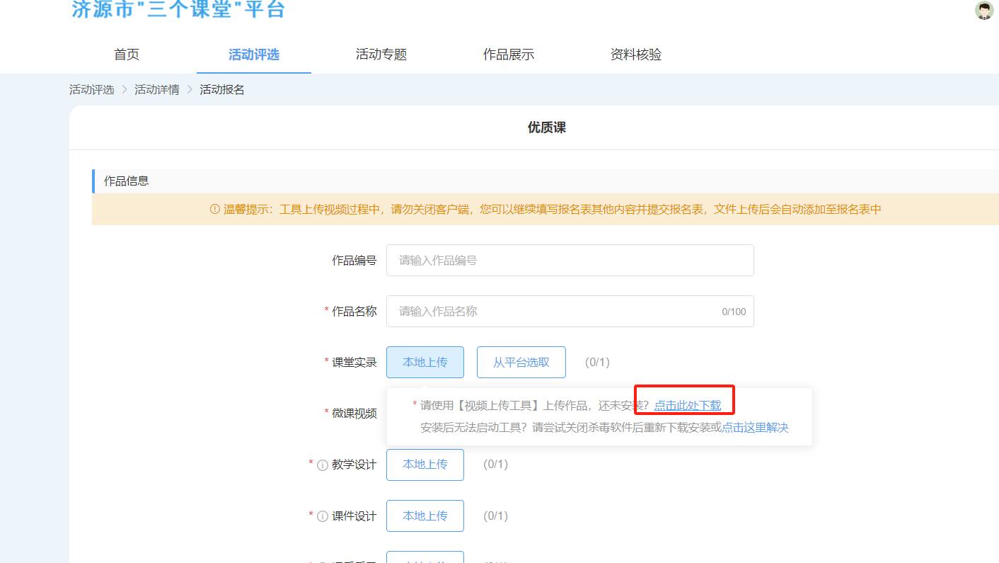 济源市"三个课堂"平台
首页 活动评选 活动专题 作品展示 资料核验
活动评选 > 活动详情 > 活动报名
优质课
作品信息
温馨提示：工具上传视频过程中，请勿关闭客户端，您可以继续填写报名表其他内容并提交报名表，文件上传后会自动添加至报名表中
作品编号 请输入作品编号
* 作品名称 请输入作品名称 0/100
* 课堂实录 本地上传 从平台选取 (0/1)
* 请使用【视频上传工具】上传作品，还未安装？点击此处下载
* 微课视频
安装后无法启动工具？请尝试关闭杀毒软件后重新下载安装或点击这里解决
* 教学设计 本地上传 (0/1)
* 课件设计 本地上传 (0/1)